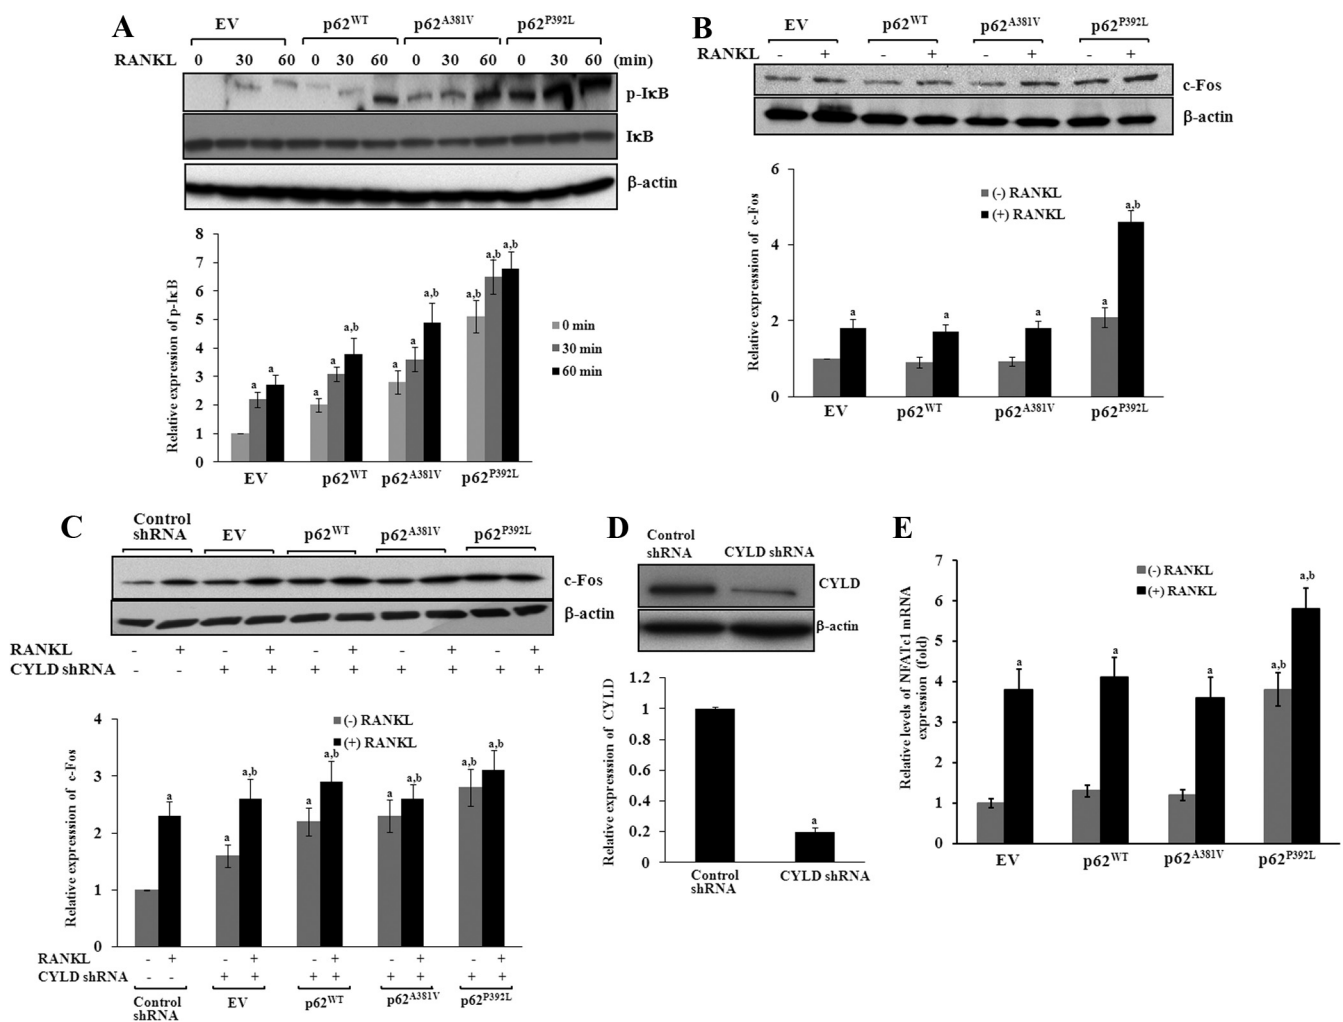 A
EV p62WT p62A381V p62P392L
RANKL 0 30 60 0 30 60 0 30 60 0 30 60 (min)
p-IκB
IκB
β-actin
Relative expression of p-IκB
8
7
6
5
4
3
2
1
0
a a a a a,b a a a,b a,b a,b a,b
0 min
30 min
60 min
EV p62WT p62A381V p62P392L
B
EV p62WT p62A381V p62P392L
RANKL - + - + - + - +
c-Fos
β-actin
Relative experssion of c-Fos
6
4
2
0
(-) RANKL
(+) RANKL
a a a a a,b
EV p62WT p62A381V p62P392L
C
Control shRNA EV p62WT p62A381V p62P392L
c-Fos
β-actin
RANKL - + - + - + - + - +
CYLD shRNA - - + + + + + + + +
Relative experssion of c-Fos
4
3
2
1
0
(-) RANKL
(+) RANKL
a a a,b a a,b a a,b a,b a,b
RANKL - + - + - + - + - +
CYLD shRNA - - + + + + + + + +
Control shRNA EV p62WT p62A381V p62P392L
D
Control shRNA CYLD shRNA
CYLD
β-actin
Relative experssion of CYLD
1.2
1
0.8
0.6
0.4
0.2
0
a
Control shRNA CYLD shRNA
E
Relative levels of NFATc1 mRNA
expression (fold)
7
6
5
4
3
2
1
0
(-) RANKL
(+) RANKL
a a a a,b a,b
EV p62WT p62A381V p62P392L